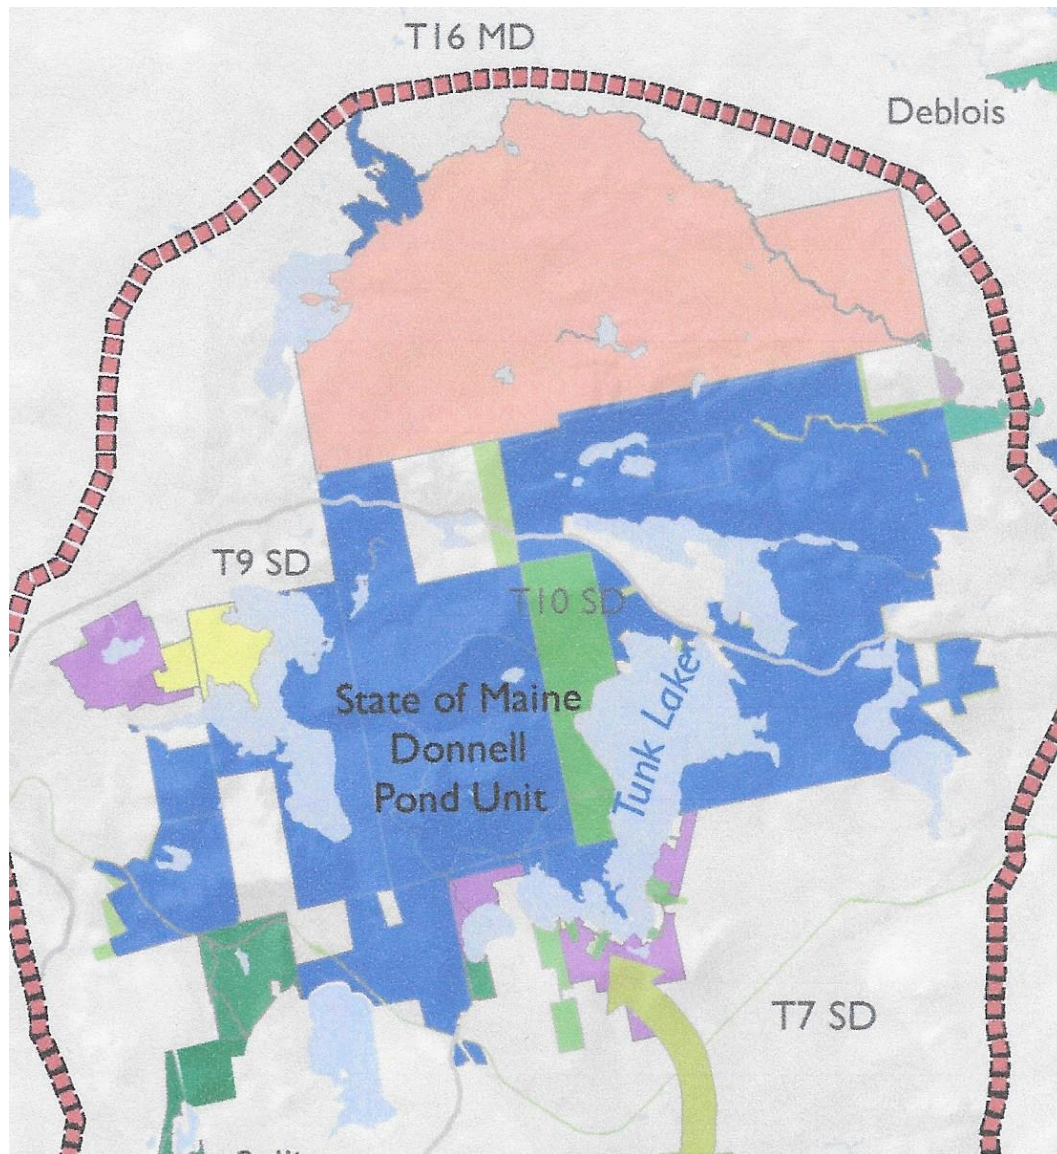 T16 MD
Deblois
T9 SD
T10 SD
State of Maine
Donnell
Pond Unit
Tunk Lake
T7 SD